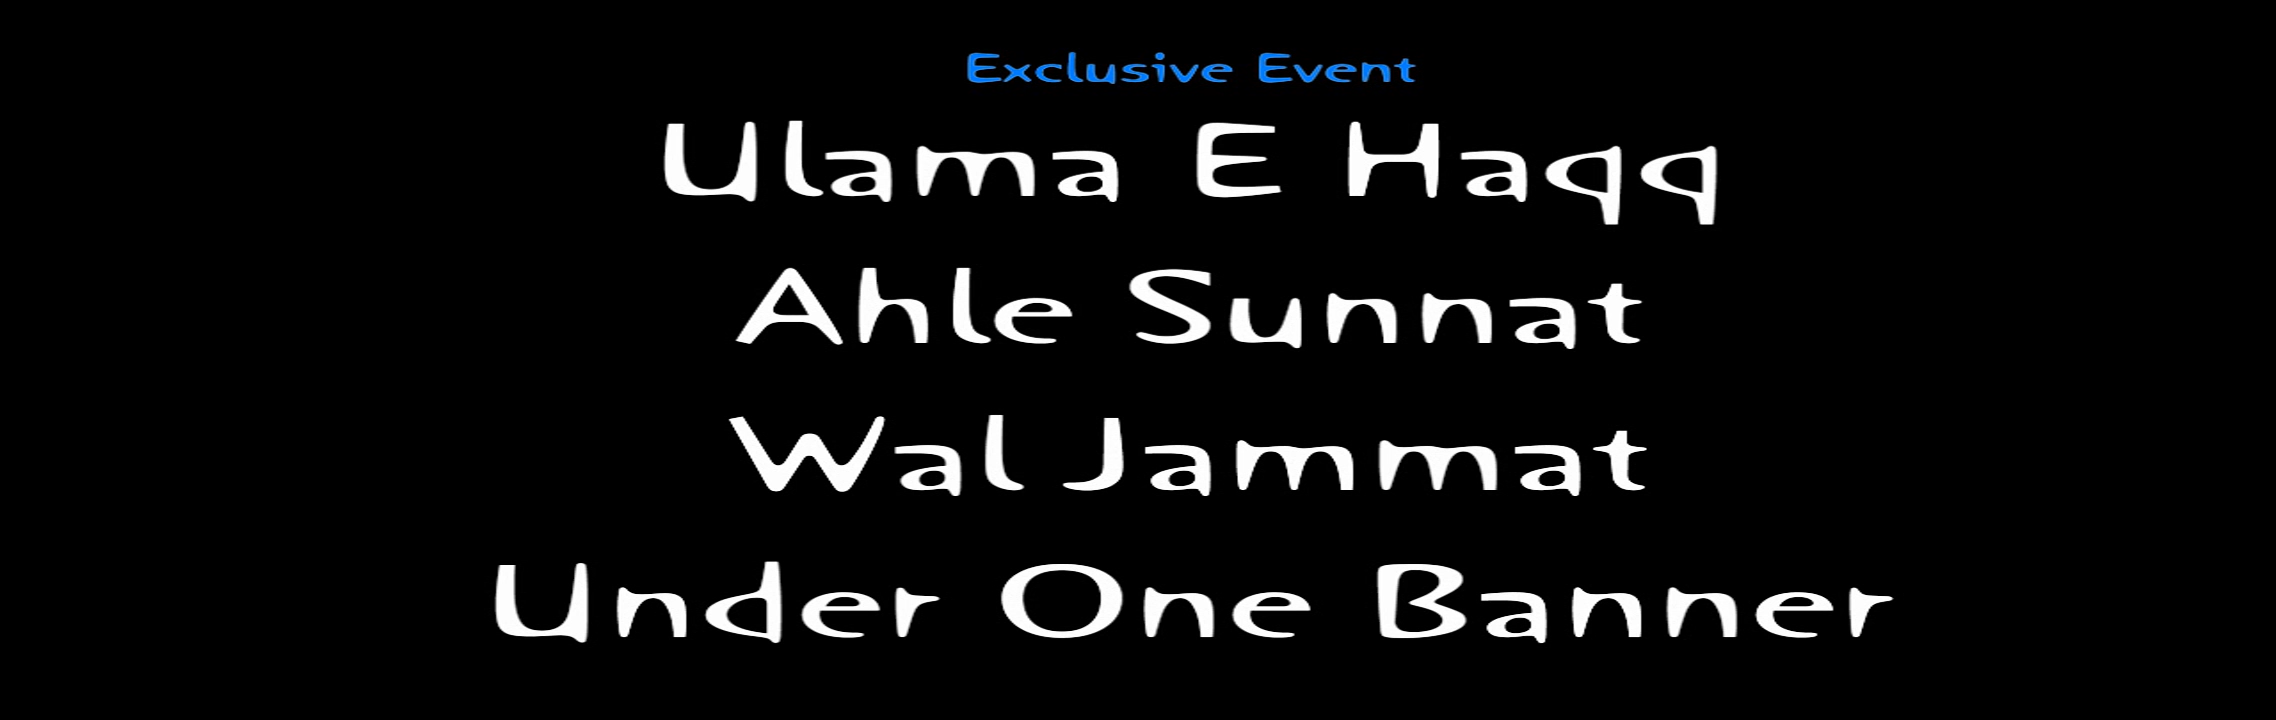 Exclusive Event
Ulama E Haqq
Ahle Sunnat
Wal Jammat
Under One Banner